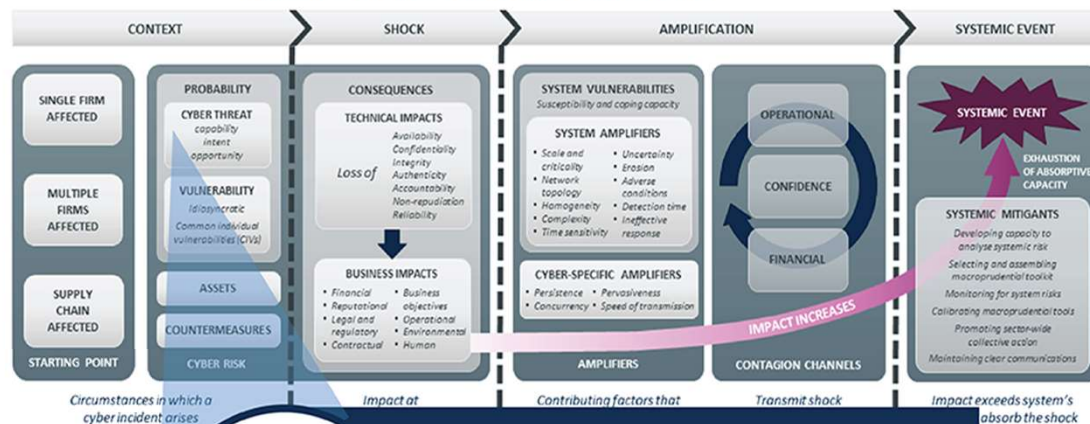 CONTEXT
SHOCK
AMPLIFICATION
SYSTEMIC EVENT
SINGLE FIRM
AFFECTED
MULTIPLE
FIRMS
AFFECTED
SUPPLY
CHAIN
AFFECTED
STARTING POINT
PROBABILITY
CYBER THREAT
capability
intent
opportunity
VULNERABILITY
Idiosyncratic
Common individual
vulnerabilities (CIVs)
ASSETS
COUNTERMEASURES
CYBER RISK
CONSEQUENCES
TECHNICAL IMPACTS
Loss of
Availability
Confidentiality
Integrity
Authenticity
Accountability
Non-repudiation
Reliability
BUSINESS IMPACTS
• Financial
• Reputational
• Legal and
regulatory
• Contractual
• Business
objectives
• Operational
• Environmental
• Human
SYSTEM VULNERABILITIES
Susceptibility and coping capacity
SYSTEM AMPLIFIERS
• Scale and
criticality
• Network
topology
• Homogeneity
• Complexity
• Time sensitivity
• Uncertainty
• Erosion
• Adverse
conditions
• Detection time
• Ineffective
response
CYBER-SPECIFIC AMPLIFIERS
• Persistence
• Concurrency
• Pervasiveness
• Speed of transmission
AMPLIFIERS
OPERATIONAL
CONFIDENCE
FINANCIAL
CONTAGION CHANNELS
IMPACT INCREASES
SYSTEMIC EVENT
EXHAUSTION
OF ABSORPTIVE
CAPACITY
SYSTEMIC MITIGANTS
Developing capacity to
analyse systemic risk
Selecting and assembling
macroprudential toolkit
Monitoring for system risks
Calibrating macroprudential tools
Promoting sector-wide
collective action
Maintaining clear communications
Circumstances in which a
cyber incident arises
Impact at
Contributing factors that
Transmit shock
Impact exceeds system's
absorb the shock